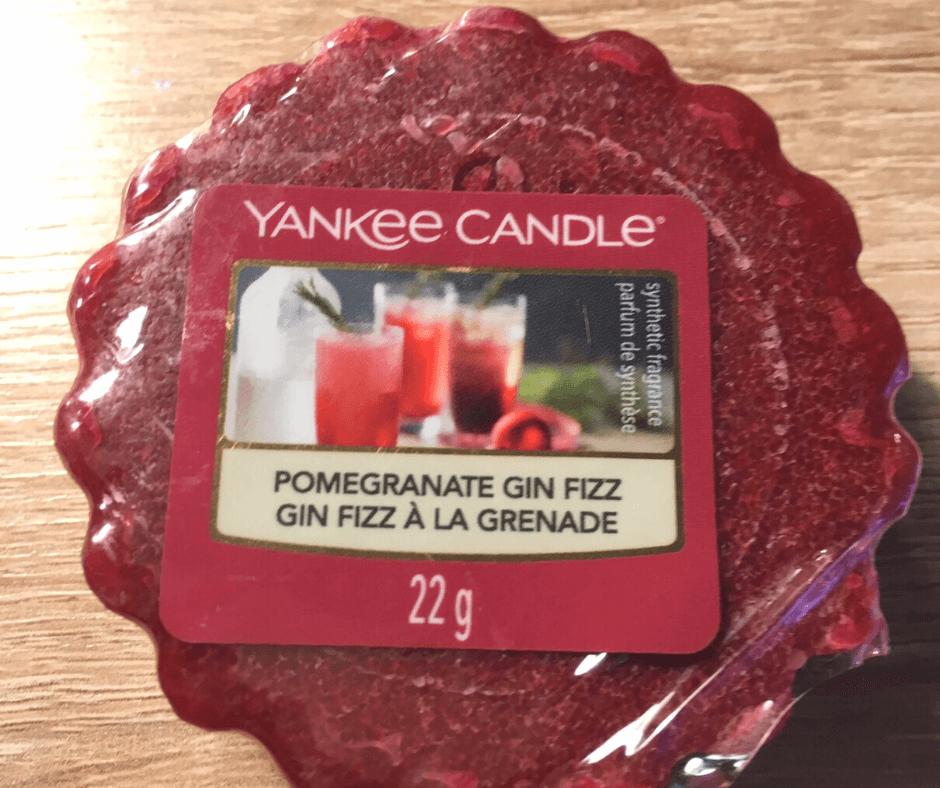 YANKEE CANDLE®
synthetic fragrance
parfum de synthèse
POMEGRANATE GIN FIZZ
GIN FIZZ À LA GRENADE
22 g